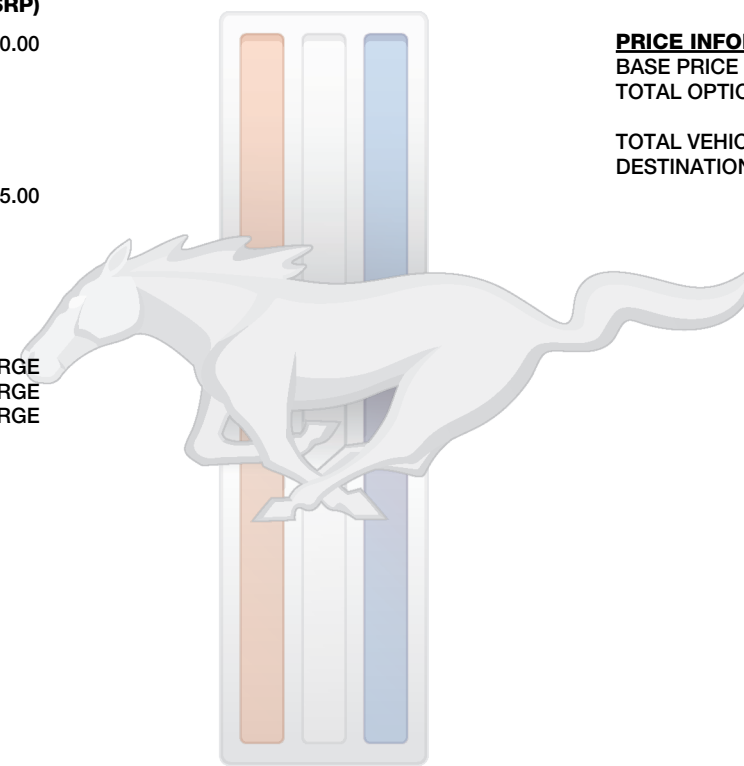 SRP)
0.00
5.00
RGE
RGE
RGE
PRICE INFO
BASE PRICE
TOTAL OPTIO
TOTAL VEHIC
DESTINATION